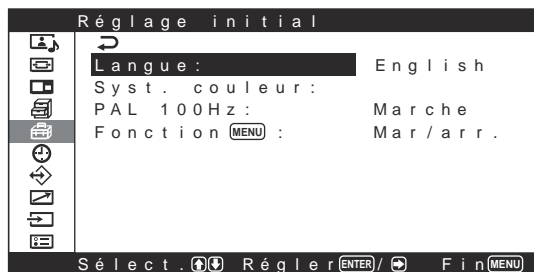 Réglage initial
Langue: English
Syst. couleur:
PAL 100Hz: Marche
Fonction MENU : Mar/arr.
Sélect. Régler ENTER / Fin MENU